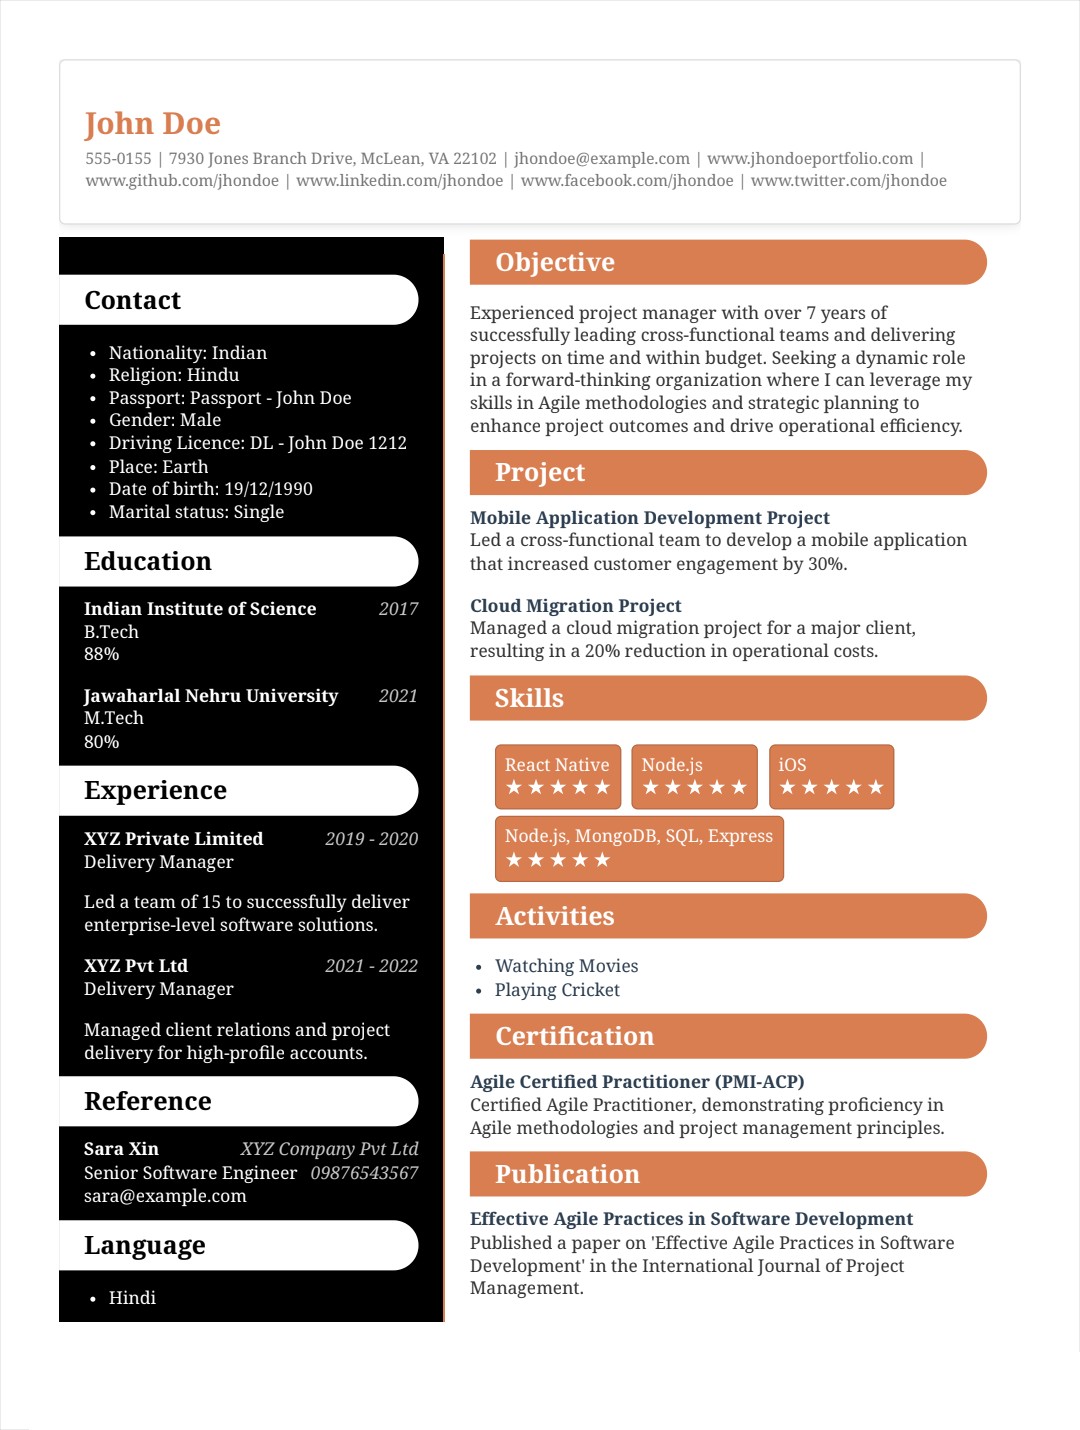 John Doe
555-0155 | 7930 Jones Branch Drive, McLean, VA 22102 | jhondoe@example.com | www.jhondoeportfolio.com |
www.github.com/jhondoe | www.linkedin.com/jhondoe | www.facebook.com/jhondoe | www.twitter.com/jhondoe
Contact
• Nationality: Indian
• Religion: Hindu
• Passport: Passport - John Doe
• Gender: Male
• Driving Licence: DL - John Doe 1212
• Place: Earth
• Date of birth: 19/12/1990
• Marital status: Single
Education
Indian Institute of Science 2017
B.Tech
88%
Jawaharlal Nehru University 2021
M.Tech
80%
Experience
XYZ Private Limited 2019 - 2020
Delivery Manager
Led a team of 15 to successfully deliver
enterprise-level software solutions.
XYZ Pvt Ltd 2021 - 2022
Delivery Manager
Managed client relations and project
delivery for high-profile accounts.
Reference
Sara Xin XYZ Company Pvt Ltd
Senior Software Engineer 09876543567
sara@example.com
Language
• Hindi
Objective
Experienced project manager with over 7 years of
successfully leading cross-functional teams and delivering
projects on time and within budget. Seeking a dynamic role
in a forward-thinking organization where I can leverage my
skills in Agile methodologies and strategic planning to
enhance project outcomes and drive operational efficiency.
Project
Mobile Application Development Project
Led a cross-functional team to develop a mobile application
that increased customer engagement by 30%.
Cloud Migration Project
Managed a cloud migration project for a major client,
resulting in a 20% reduction in operational costs.
Skills
React Native Node.js iOS
★★★★★ ★★★★★ ★★★★★
Node.js, MongoDB, SQL, Express
★★★★★
Activities
• Watching Movies
• Playing Cricket
Certification
Agile Certified Practitioner (PMI-ACP)
Certified Agile Practitioner, demonstrating proficiency in
Agile methodologies and project management principles.
Publication
Effective Agile Practices in Software Development
Published a paper on 'Effective Agile Practices in Software
Development' in the International Journal of Project
Management.